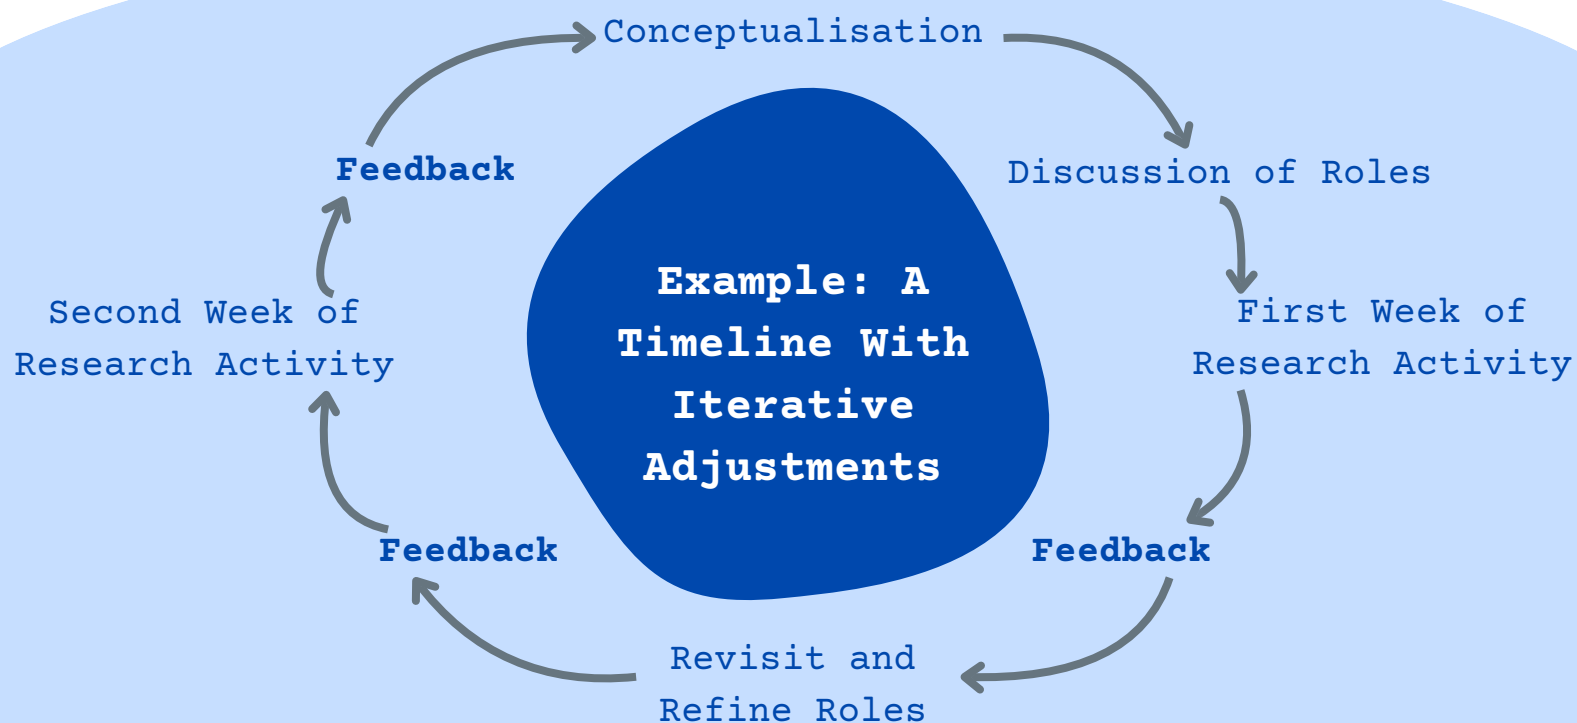 Conceptualisation
Discussion of Roles
First Week of
Research Activity
Feedback
Revisit and
Refine Roles
Feedback
Second Week of
Research Activity
Feedback
Example: A
Timeline With
Iterative
Adjustments